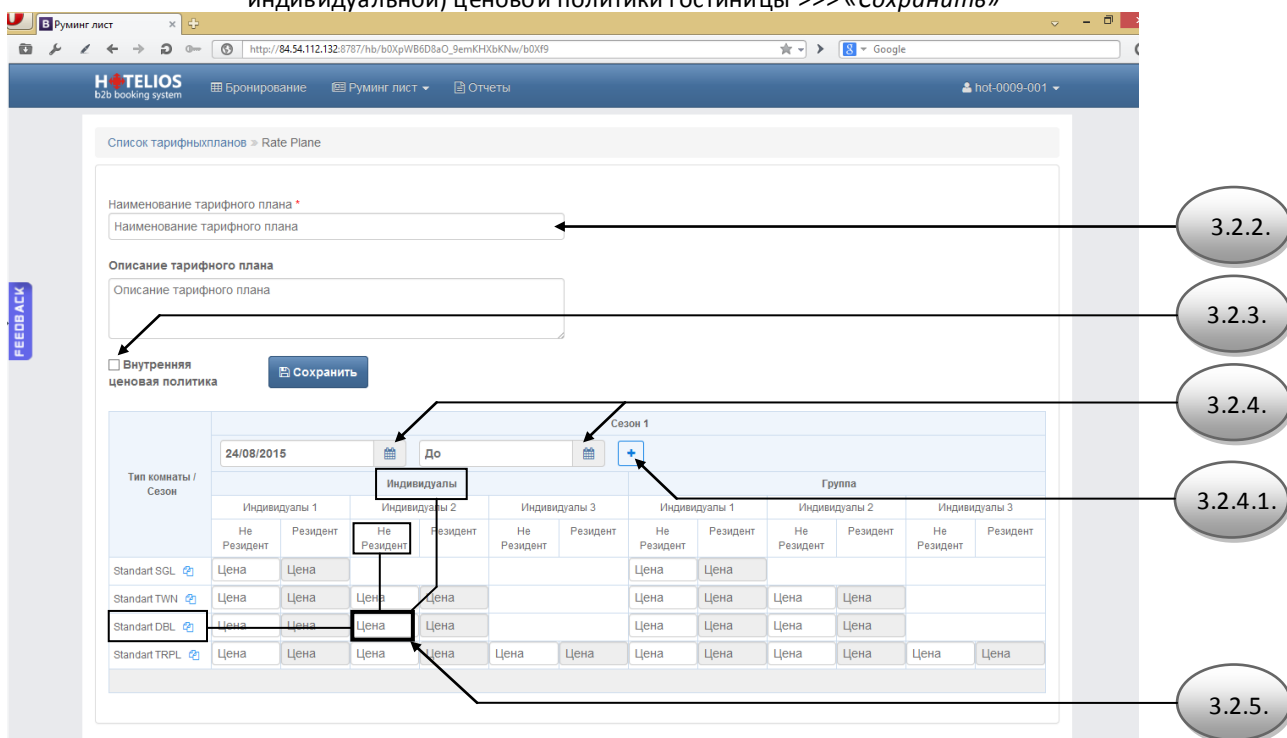 индивидуальной) ценовой политики гостиницы >>> «Сохранить»
В Руминг лист
http://84.54.112.132:8787/hb/b0XpWB6D8aO_9emKHXbKNw/b0Xf9
8 Google
HOTELIOS
b2b booking system
Бронирование Руминг лист Отчеты hot-0009-001
Список тарифныхпланов » Rate Plane
Наименование тарифного плана *
Наименование тарифного плана
3.2.2.
Описание тарифного плана
Описание тарифного плана
FEEDBACK
3.2.3.
Внутренняя
ценовая политика
Сохранить
3.2.4.
Сезон 1
24/08/2015 До +
Тип комнаты /
Сезон
Индивидуалы Группа
3.2.4.1.
Индивидуалы 1 Индивидуалы 2 Индивидуалы 3 Индивидуалы 1 Индивидуалы 2 Индивидуалы 3
Не Резидент Резидент Не Резидент Резидент Не Резидент Резидент Не Резидент Резидент Не Резидент Резидент Не Резидент Резидент
Standart SGL Цена Цена Цена Цена
Standart TWN Цена Цена Цена Цена Цена Цена Цена Цена
Standart DBL Цена Цена Цена Цена Цена Цена Цена Цена
Standart TRPL Цена Цена Цена Цена Цена Цена Цена Цена Цена Цена Цена Цена
3.2.5.